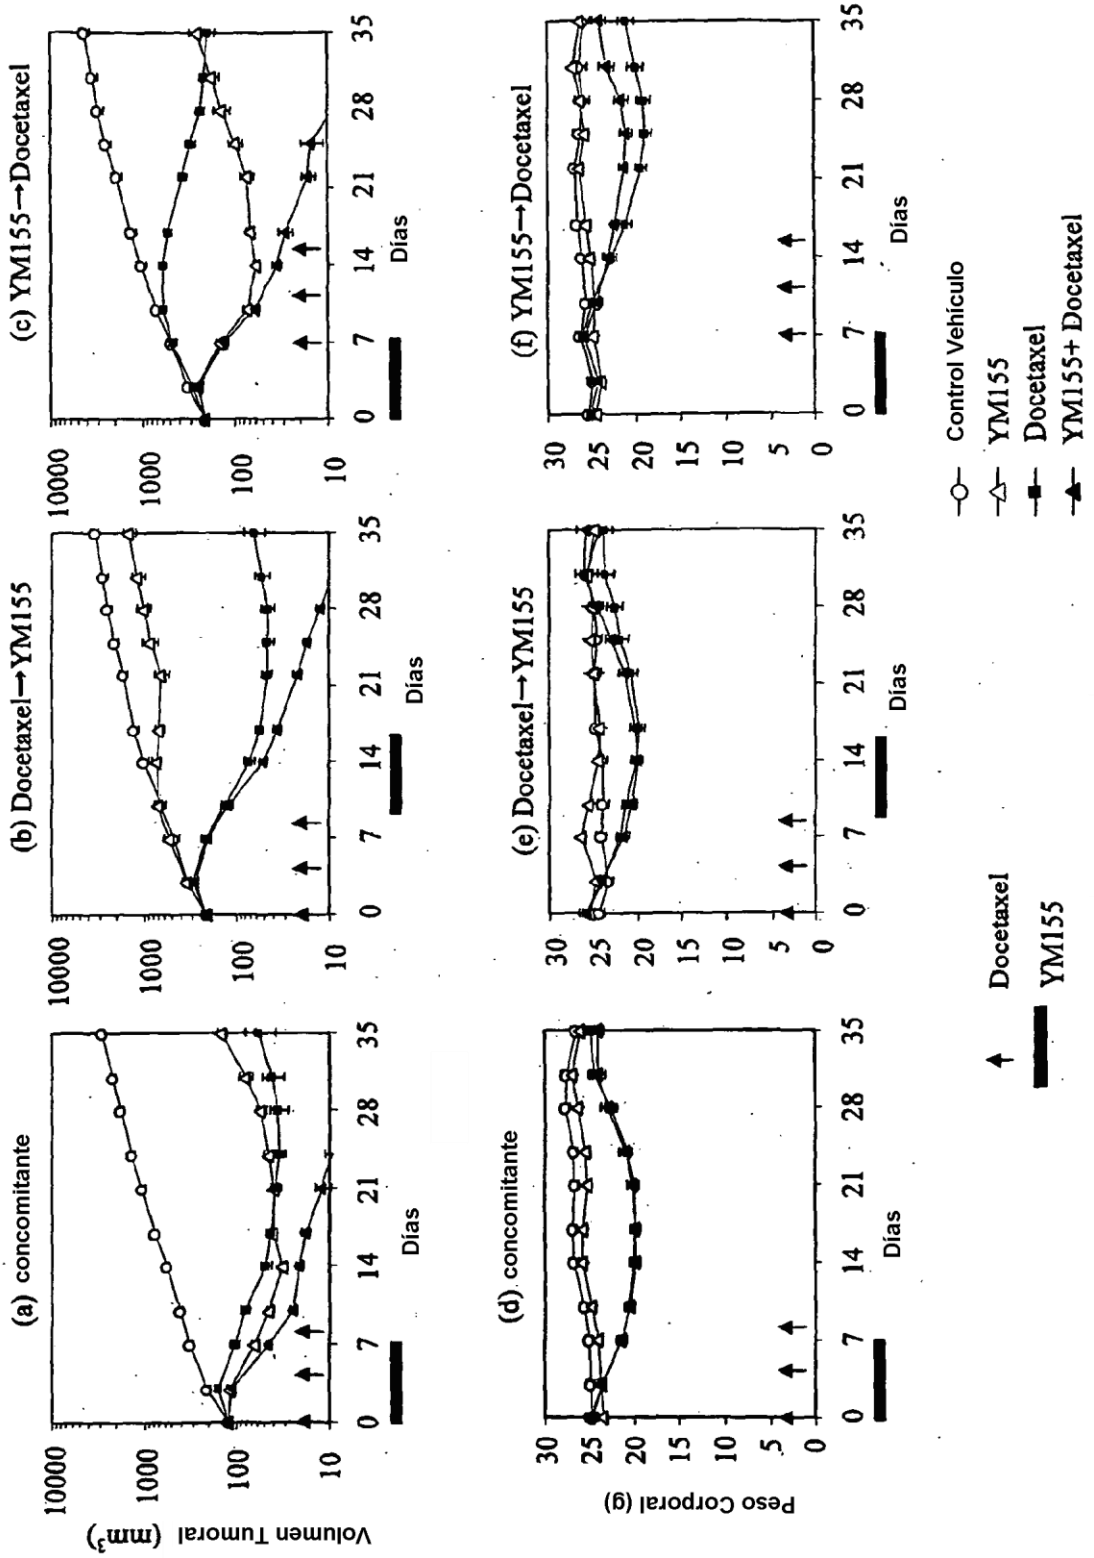 (a) concomitante
(b) Docetaxel→YM155
(c) YM155→Docetaxel
Volumen Tumoral (mm³)
10000
1000
100
10
0 7 14 21 28 35
Días
10000
1000
100
10
0 7 14 21 28 35
Días
10000
1000
100
10
0 7 14 21 28 35
Días
(d) concomitante
(e) Docetaxel→YM155
(f) YM155→Docetaxel
Peso Corporal (g)
30
25
20
15
10
5
0
0 7 14 21 28 35
Días
30
25
20
15
10
5
0
0 7 14 21 28 35
Días
30
25
20
15
10
5
0
0 7 14 21 28 35
Días
Docetaxel
YM155
Control Vehículo
YM155
Docetaxel
YM155+ Docetaxel